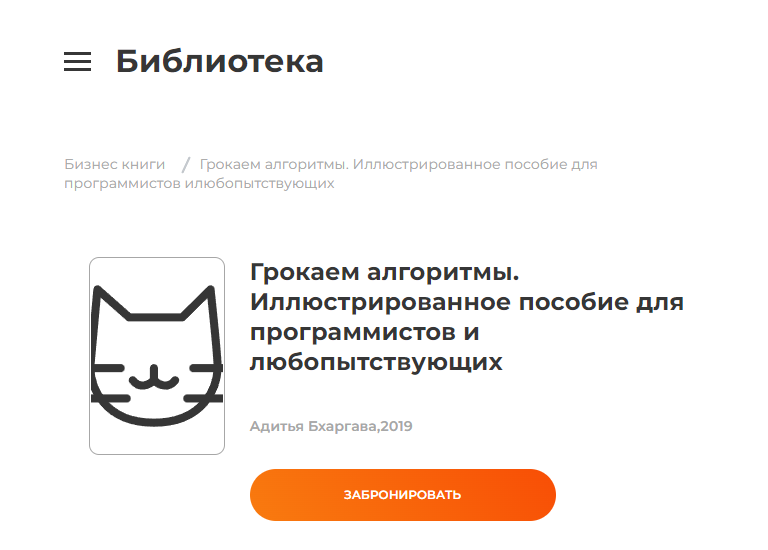 Библиотека
Бизнес книги / Грокаем алгоритмы. Иллюстрированное пособие для
программистов илюбопытствующих
Грокаем алгоритмы.
Иллюстрированное пособие для
программистов и
любопытствующих
Адитья Бхаргава,2019
ЗАБРОНИРОВАТЬ